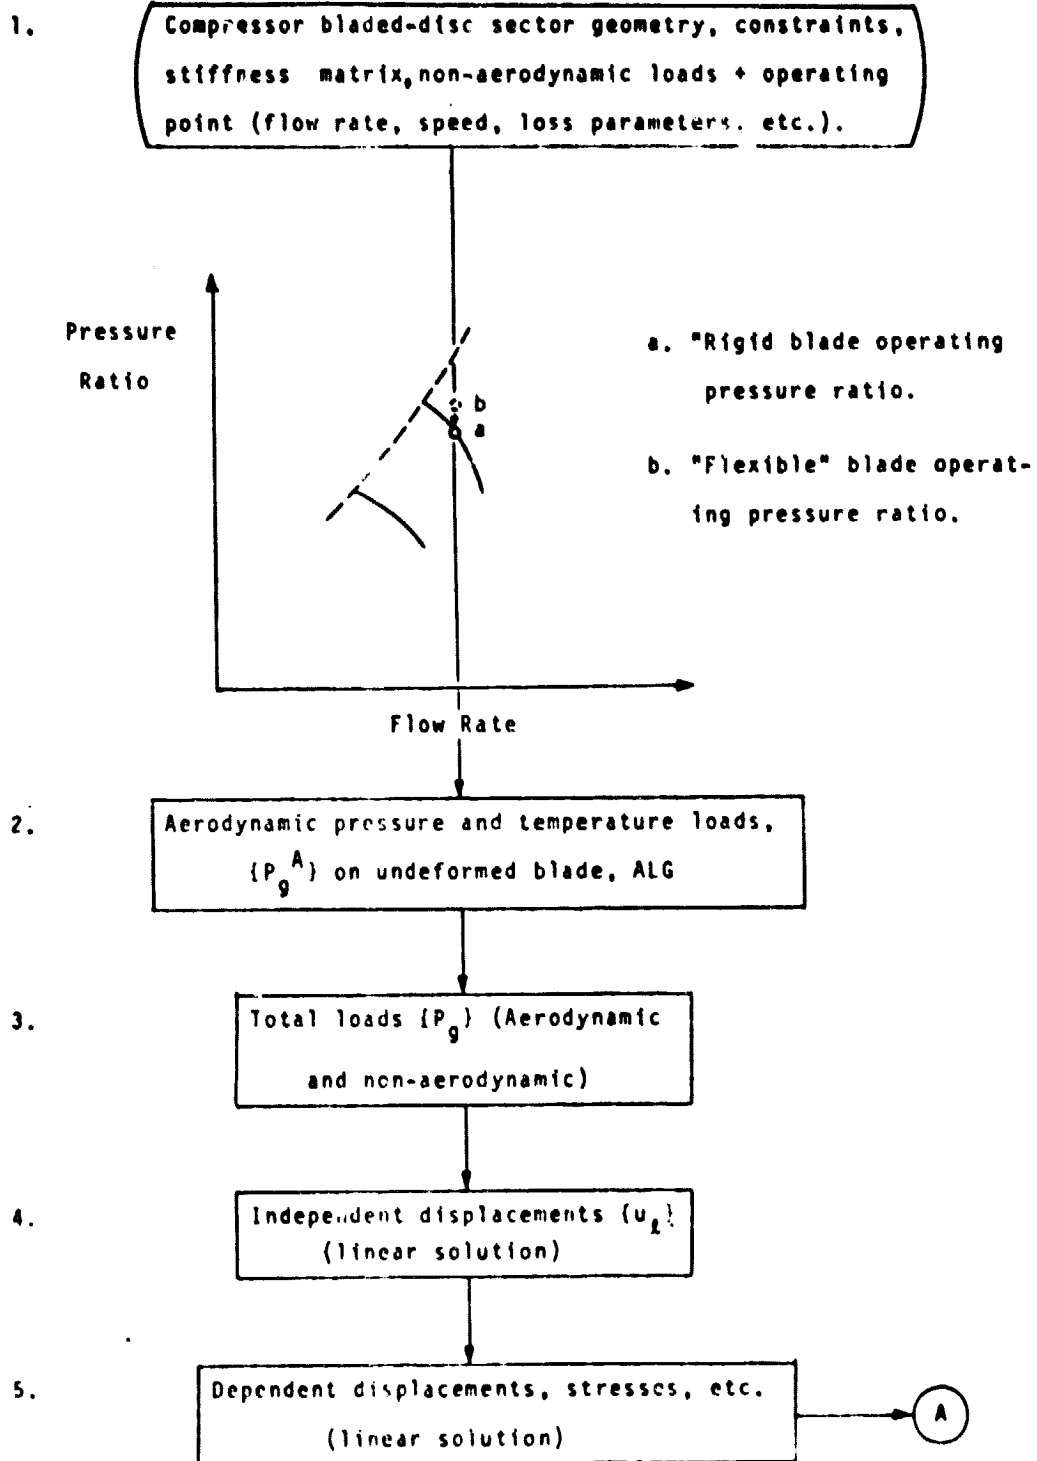 1. Compressor bladed-disc sector geometry, constraints,
stiffness matrix, non-aerodynamic loads + operating
point (flow rate, speed, loss parameters. etc.).
Pressure
Ratio
b
a
a. "Rigid blade operating
pressure ratio.
b. "Flexible" blade operat-
ing pressure ratio.
Flow Rate
2. Aerodynamic pressure and temperature loads,
{P_g^A} on undeformed blade, ALG
3. Total loads {P_g} (Aerodynamic
and non-aerodynamic)
4. Independent displacements {u_ℓ}
(linear solution)
5. Dependent displacements, stresses, etc.
(linear solution)
A